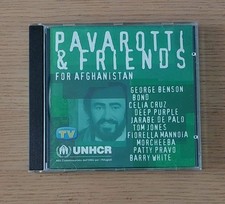 PAVAROTTI
& FRIENDS
FOR AFGHANISTAN
GEORGE BENSON
BONO
CELIA CRUZ
DEEP PURPLE
JARABE DE PALO
TOM JONES
FIORELLA MANNOIA
MORCHEEBA
PATTY PRAVO
BARRY WHITE
TV
UNHCR